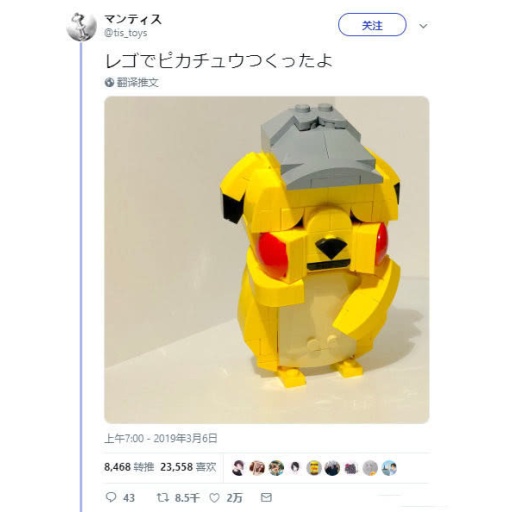 マンティス
@tis_toys
关注
レゴでピカチュウつくったよ
翻译推文
上午7:00 - 2019年3月6日
8,468 转推 23,558 喜欢
43 8.5千 2万